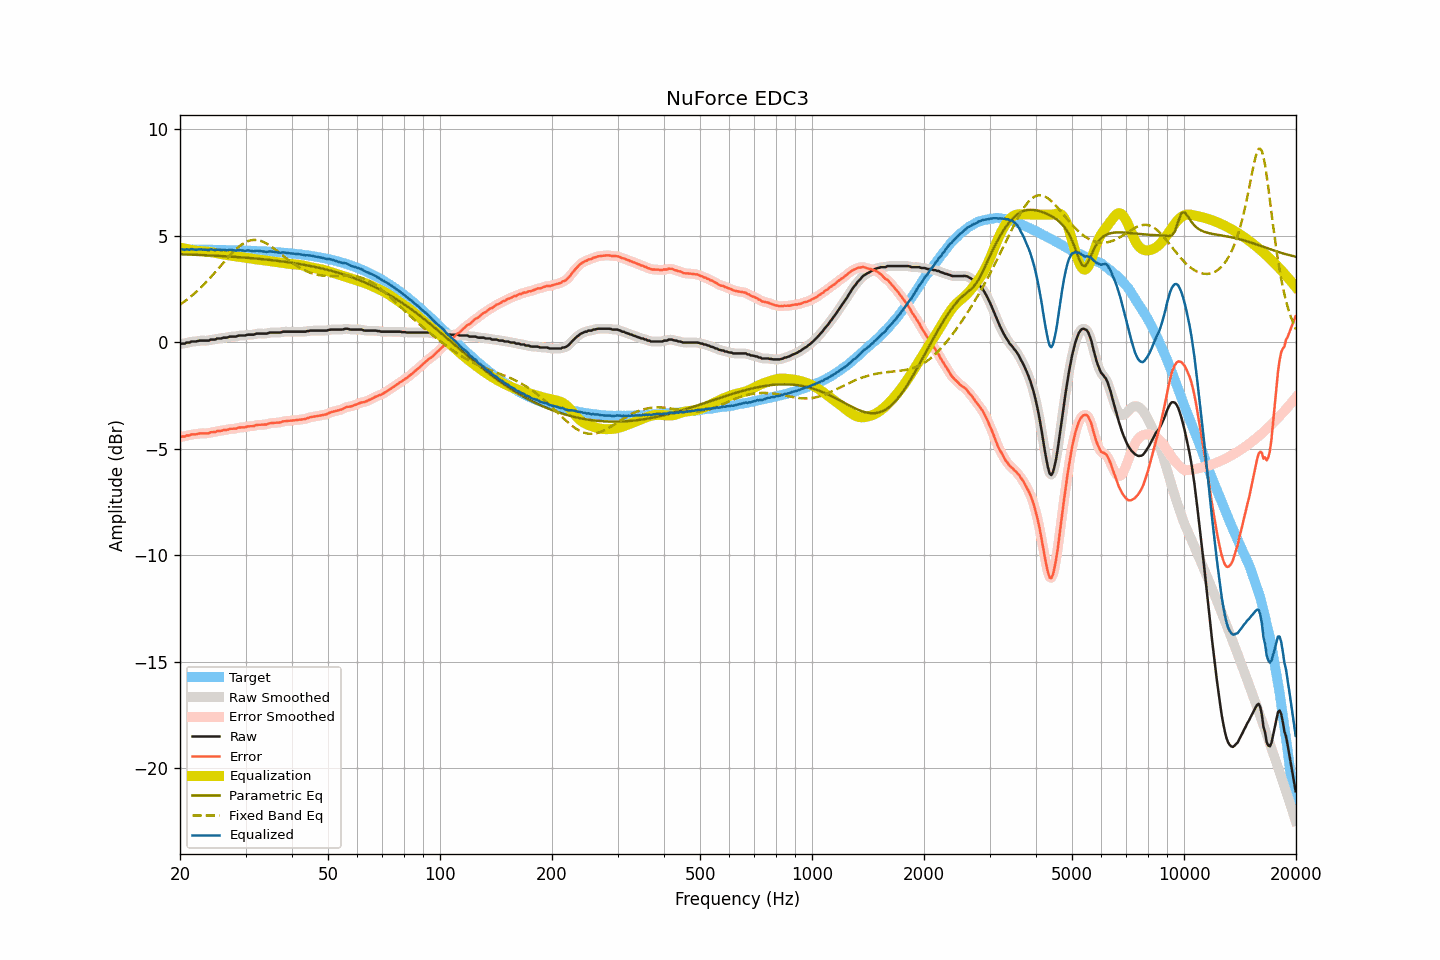 NuForce EDC3
10
5
0
−5
−10
−15
−20
Amplitude (dBr)
Target
Raw Smoothed
Error Smoothed
Raw
Error
Equalization
Parametric Eq
Fixed Band Eq
Equalized
20 50 100 200 500 1000 2000 5000 10000 20000
Frequency (Hz)